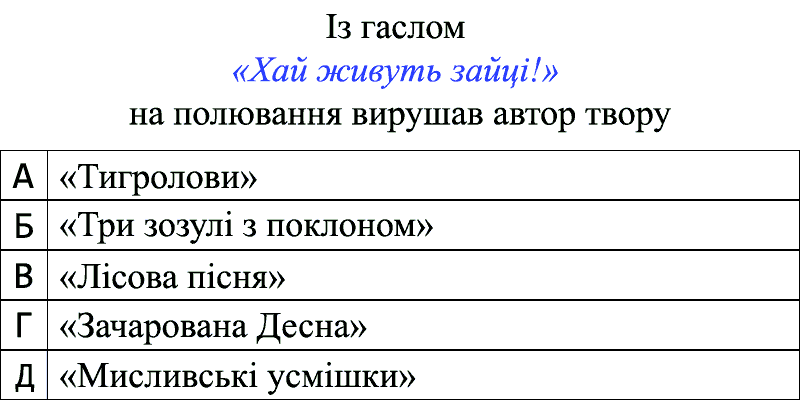 Із гаслом
«Хай живуть зайці!»
на полювання вирушав автор твору
А «Тигролови»
Б «Три зозулі з поклоном»
В «Лісова пісня»
Г «Зачарована Десна»
Д «Мисливські усмішки»